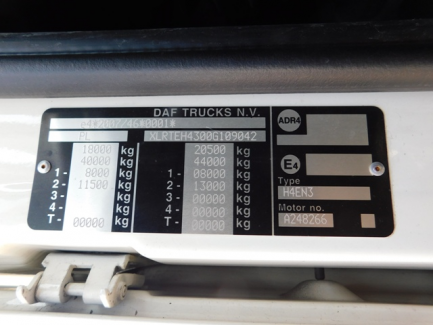 DAF TRUCKS N.V.
e4*2007/46*0001*
PL XLRTEH4300G109042
18000 kg 20500 kg
40000 kg 44000 kg
1- 8000 kg 1- 08000 kg
2- 11500 kg 2- 13000 kg
3- kg 3- 00000 kg
4- kg 4- 00000 kg
T- 00000 kg T- 00000 kg
ADR4
E4
Type
H4EN3
Motor no.
A248266